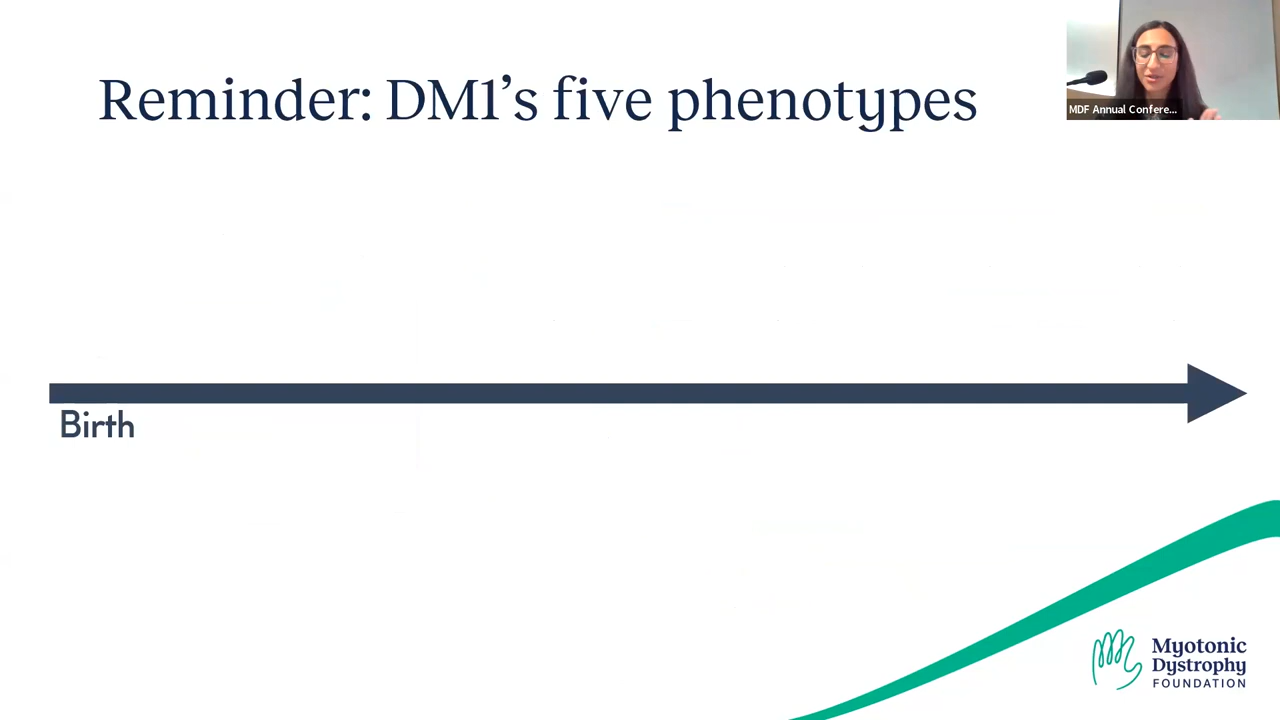 Reminder: DM1's five phenotypes
MDF Annual Confere...
Birth
Myotonic
Dystrophy
FOUNDATION